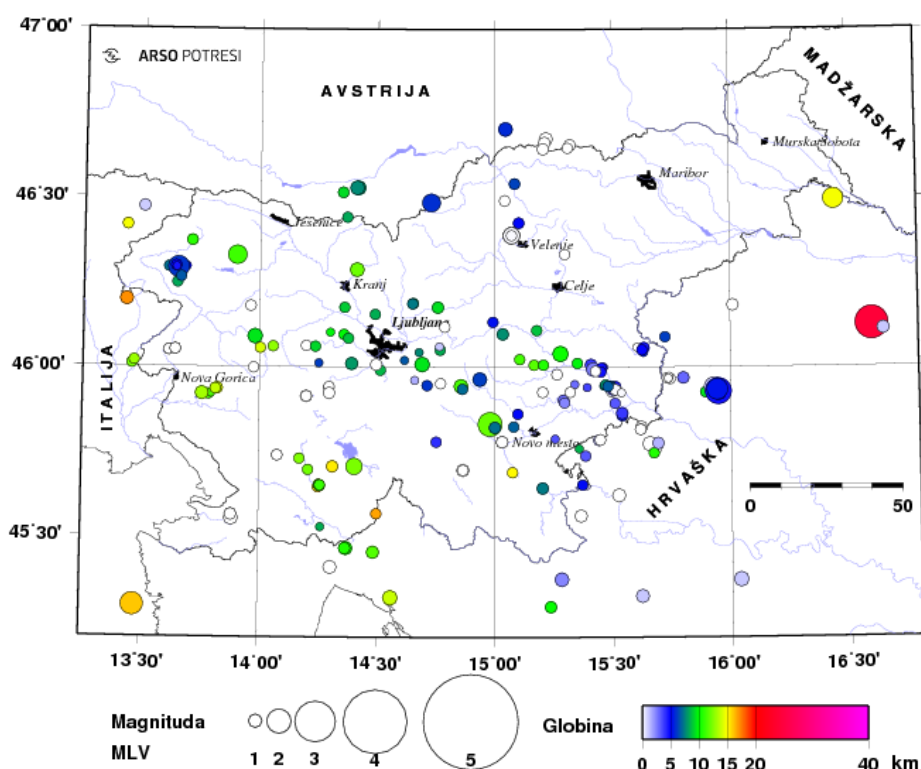 47°00'
ARSO POTRESI
AVSTRIJA
MADŽARSKA
Murska Sobota
Maribor
46°30'
Jesenice
Velenje
Kranj
Celje
Ljubljana
46°00'
ITALIJA
Nova Gorica
Novo mesto
HRVAŠKA
0 50
45°30'
13°30' 14°00' 14°30' 15°00' 15°30' 16°00' 16°30'
Magnituda
MLV
1 2 3 4 5
Globina
0 5 10 15 20 40 km